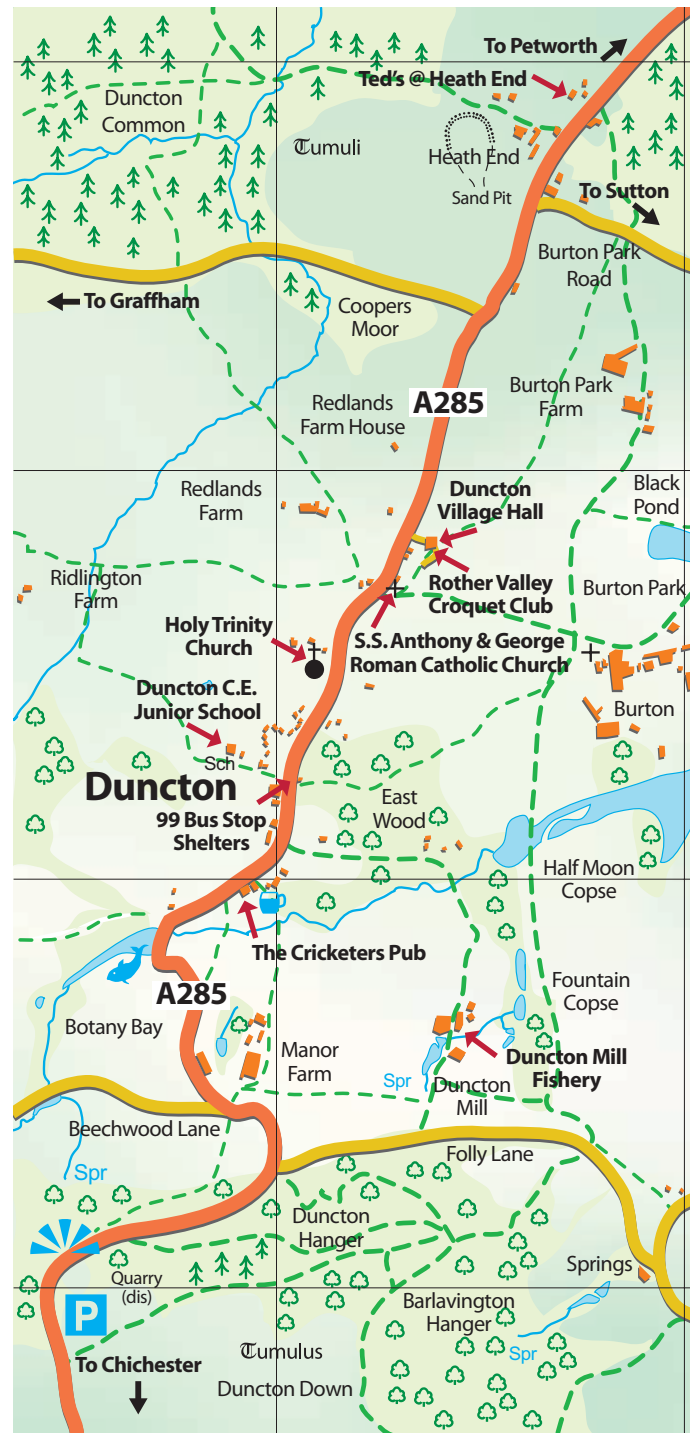 To Petworth
Ted's @ Heath End
Duncton
Common
Tumuli
Heath End
Sand Pit
To Sutton
Burton Park
Road
To Graffham
Coopers
Moor
A285
Redlands
Farm House
Burton Park
Farm
Redlands
Farm
Duncton
Village Hall
Black
Pond
Ridlington
Farm
Rother Valley
Croquet Club
Burton Park
Holy Trinity
Church
S.S. Anthony & George
Roman Catholic Church
Duncton C.E.
Junior School
Burton
Sch
Duncton
99 Bus Stop
Shelters
East
Wood
Half Moon
Copse
The Cricketers Pub
A285
Fountain
Copse
Botany Bay
Manor
Farm
Duncton Mill
Fishery
Spr
Duncton
Mill
Beechwood Lane
Folly Lane
Spr
Duncton
Hanger
Quarry
(dis)
Springs
P
Barlavington
Hanger
Spr
To Chichester
Tumulus
Duncton Down